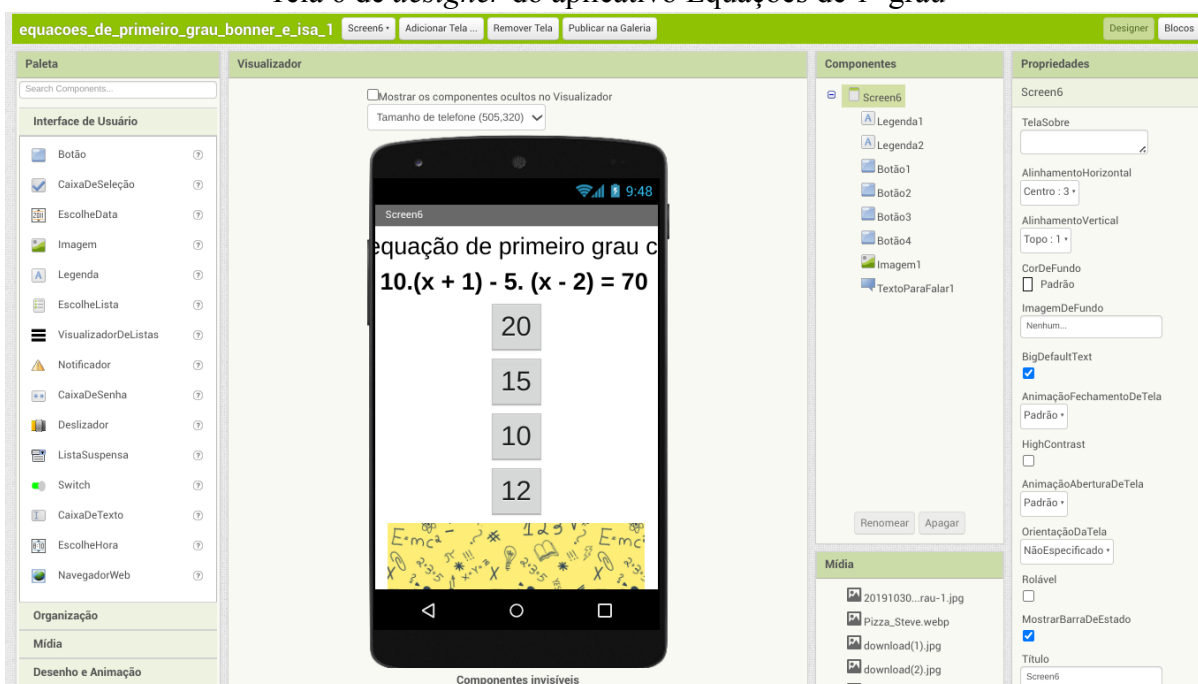 Tela 6 de designer do aplicativo Equações de 1º grau
equacoes_de_primeiro_grau_bonner_e_isa_1 Screen6 Adicionar Tela ... Remover Tela Publicar na Galeria Designer Blocos
Paleta
Search Components...
Interface de Usuário
Botão
CaixaDeSeleção
EscolheData
Imagem
Legenda
EscolheLista
VisualizadorDeListas
Notificador
CaixaDeSenha
Deslizador
ListaSuspensa
Switch
CaixaDeTexto
EscolheHora
NavegadorWeb
Organização
Mídia
Desenho e Animação
Visualizador
Mostrar os componentes ocultos no Visualizador
Tamanho de telefone (505,320)
9:48
Screen6
equação de primeiro grau c
10.(x + 1) - 5. (x - 2) = 70
20
15
10
12
Componentes invisíveis
Componentes
Screen6
Legenda1
Legenda2
Botão1
Botão2
Botão3
Botão4
Imagem1
TextoParaFalar1
Renomear Apagar
Mídia
20191030...rau-1.jpg
Pizza_Steve.webp
download(1).jpg
download(2).jpg
Propriedades
Screen6
TelaSobre
AlinhamentoHorizontal
Centro : 3
AlinhamentoVertical
Topo : 1
CorDeFundo
Padrão
ImagemDeFundo
Nenhum...
BigDefaultText
AnimaçãoFechamentoDeTela
Padrão
HighContrast
AnimaçãoAberturaDeTela
Padrão
OrientaçãoDaTela
NãoEspecificado
Rolável
MostrarBarraDeEstado
Título
Screen6